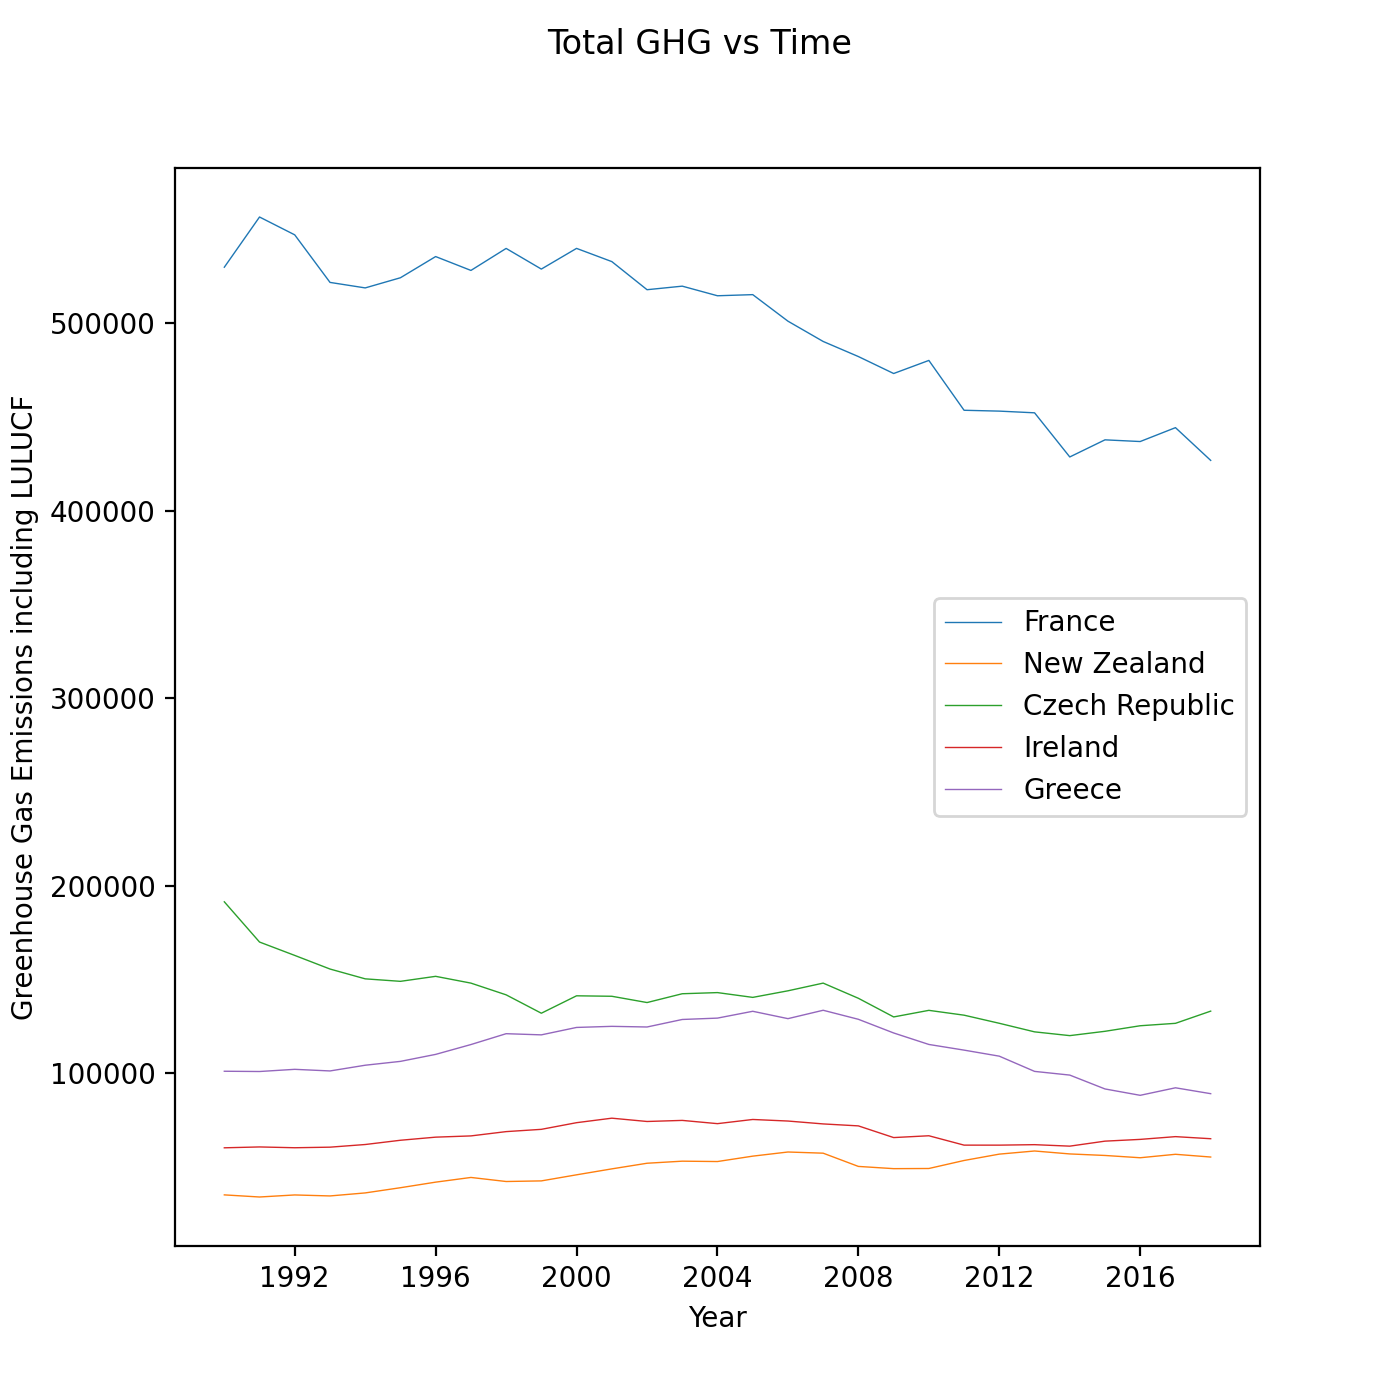 Total GHG vs Time
Greenhouse Gas Emissions including LULUCF
500000
400000
300000
200000
100000
France
New Zealand
Czech Republic
Ireland
Greece
1992 1996 2000 2004 2008 2012 2016
Year